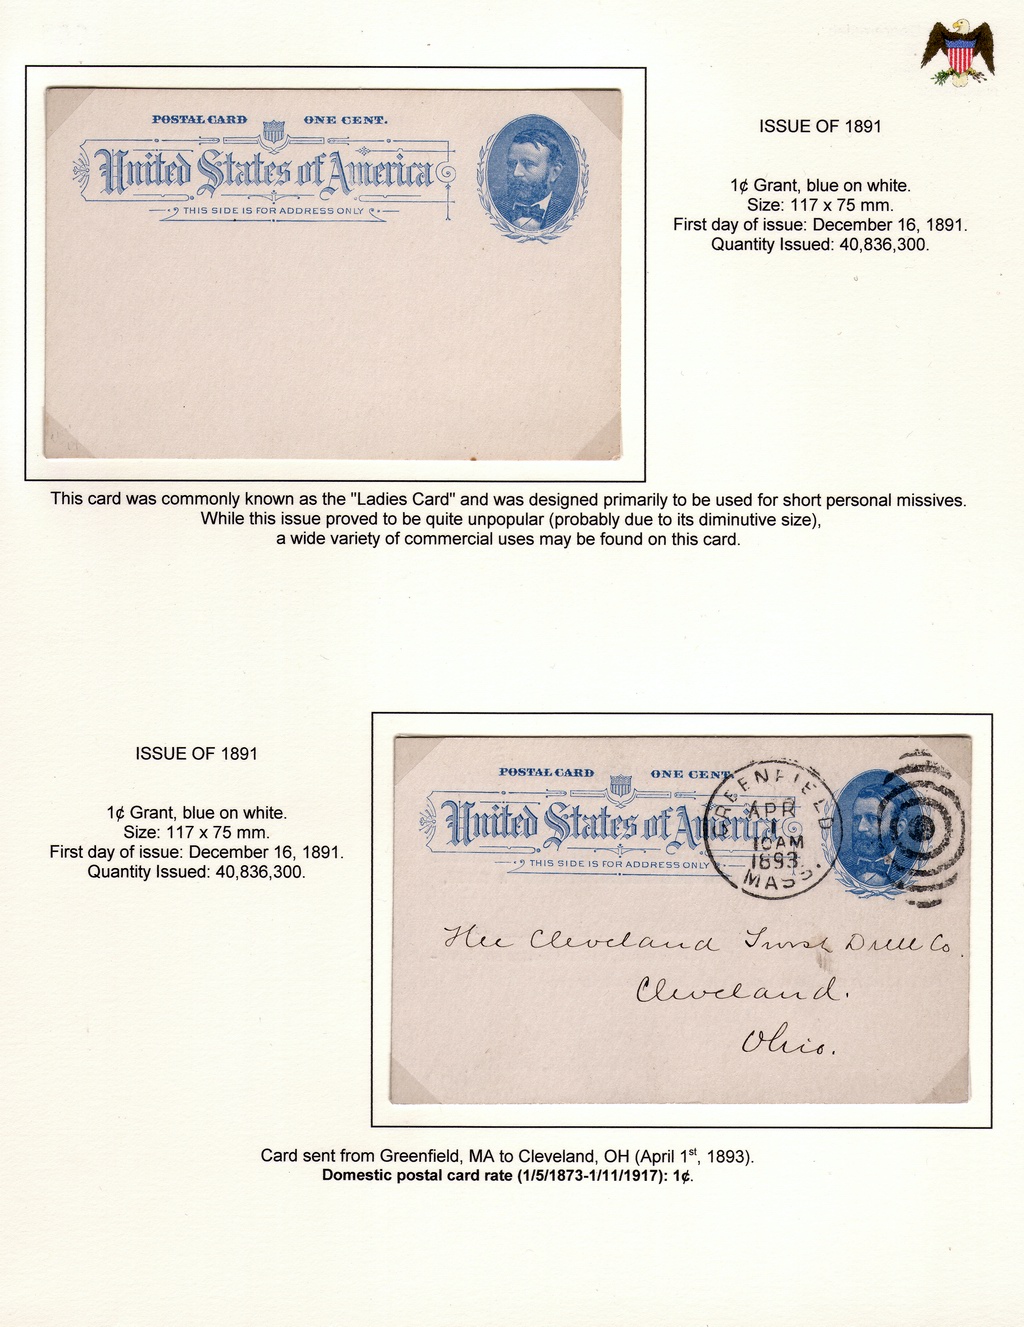 POSTAL CARD ONE CENT.
United States of America
THIS SIDE IS FOR ADDRESS ONLY
ISSUE OF 1891
1¢ Grant, blue on white.
Size: 117 x 75 mm.
First day of issue: December 16, 1891.
Quantity Issued: 40,836,300.
This card was commonly known as the "Ladies Card" and was designed primarily to be used for short personal missives.
While this issue proved to be quite unpopular (probably due to its diminutive size),
a wide variety of commercial uses may be found on this card.
ISSUE OF 1891
1¢ Grant, blue on white.
Size: 117 x 75 mm.
First day of issue: December 16, 1891.
Quantity Issued: 40,836,300.
POSTAL CARD ONE CENT
United States of America
THIS SIDE IS FOR ADDRESS ONLY
GREENFIELD
APR
1
10AM
1893
MASS.
The Cleveland Twist Drill Co.
Cleveland.
Ohio.
Card sent from Greenfield, MA to Cleveland, OH (April 1st, 1893).
Domestic postal card rate (1/5/1873-1/11/1917): 1¢.